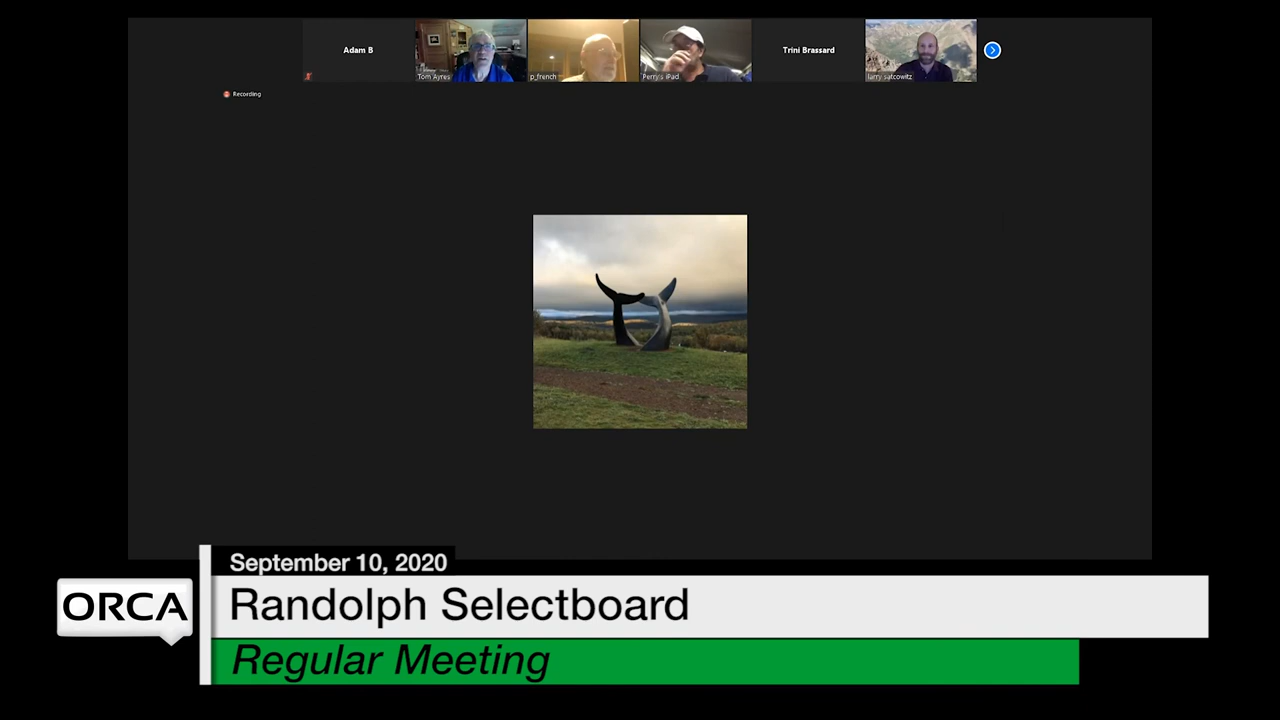 Adam B
Tom Ayres
p_french
Perry's iPad
Trini Brassard
larry satcowitz
Recording
September 10, 2020
ORCA
Randolph Selectboard
Regular Meeting